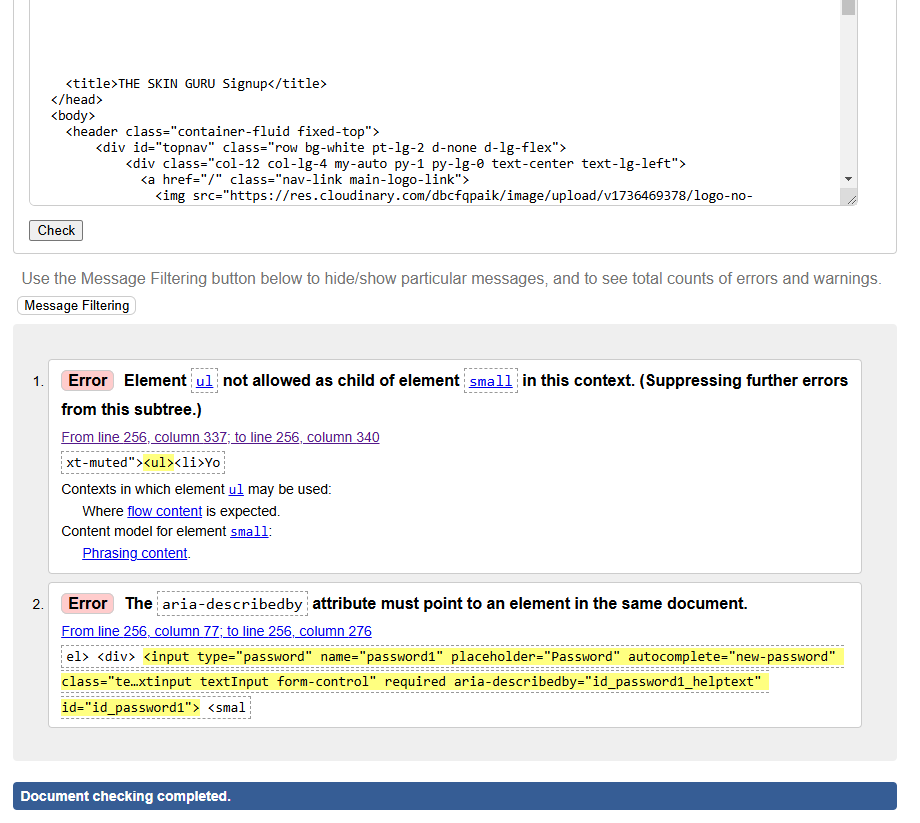 <title>THE SKIN GURU Signup</title>
</head>
<body>
<header class="container-fluid fixed-top">
<div id="topnav" class="row bg-white pt-lg-2 d-none d-lg-flex">
<div class="col-12 col-lg-4 my-auto py-1 py-lg-0 text-center text-lg-left">
<a href="/" class="nav-link main-logo-link">
<img src="https://res.cloudinary.com/dbcfqpaik/image/upload/v1736469378/logo-no-
Check
Use the Message Filtering button below to hide/show particular messages, and to see total counts of errors and warnings.
Message Filtering
1. Error Element ul not allowed as child of element small in this context. (Suppressing further errors
from this subtree.)
From line 256, column 337; to line 256, column 340
xt-muted"><ul><li>Yo
Contexts in which element ul may be used:
Where flow content is expected.
Content model for element small:
Phrasing content.
2. Error The aria-describedby attribute must point to an element in the same document.
From line 256, column 77; to line 256, column 276
el> <div> <input type="password" name="password1" placeholder="Password" autocomplete="new-password"
class="te…xtinput textInput form-control" required aria-describedby="id_password1_helptext"
id="id_password1"> <smal
Document checking completed.